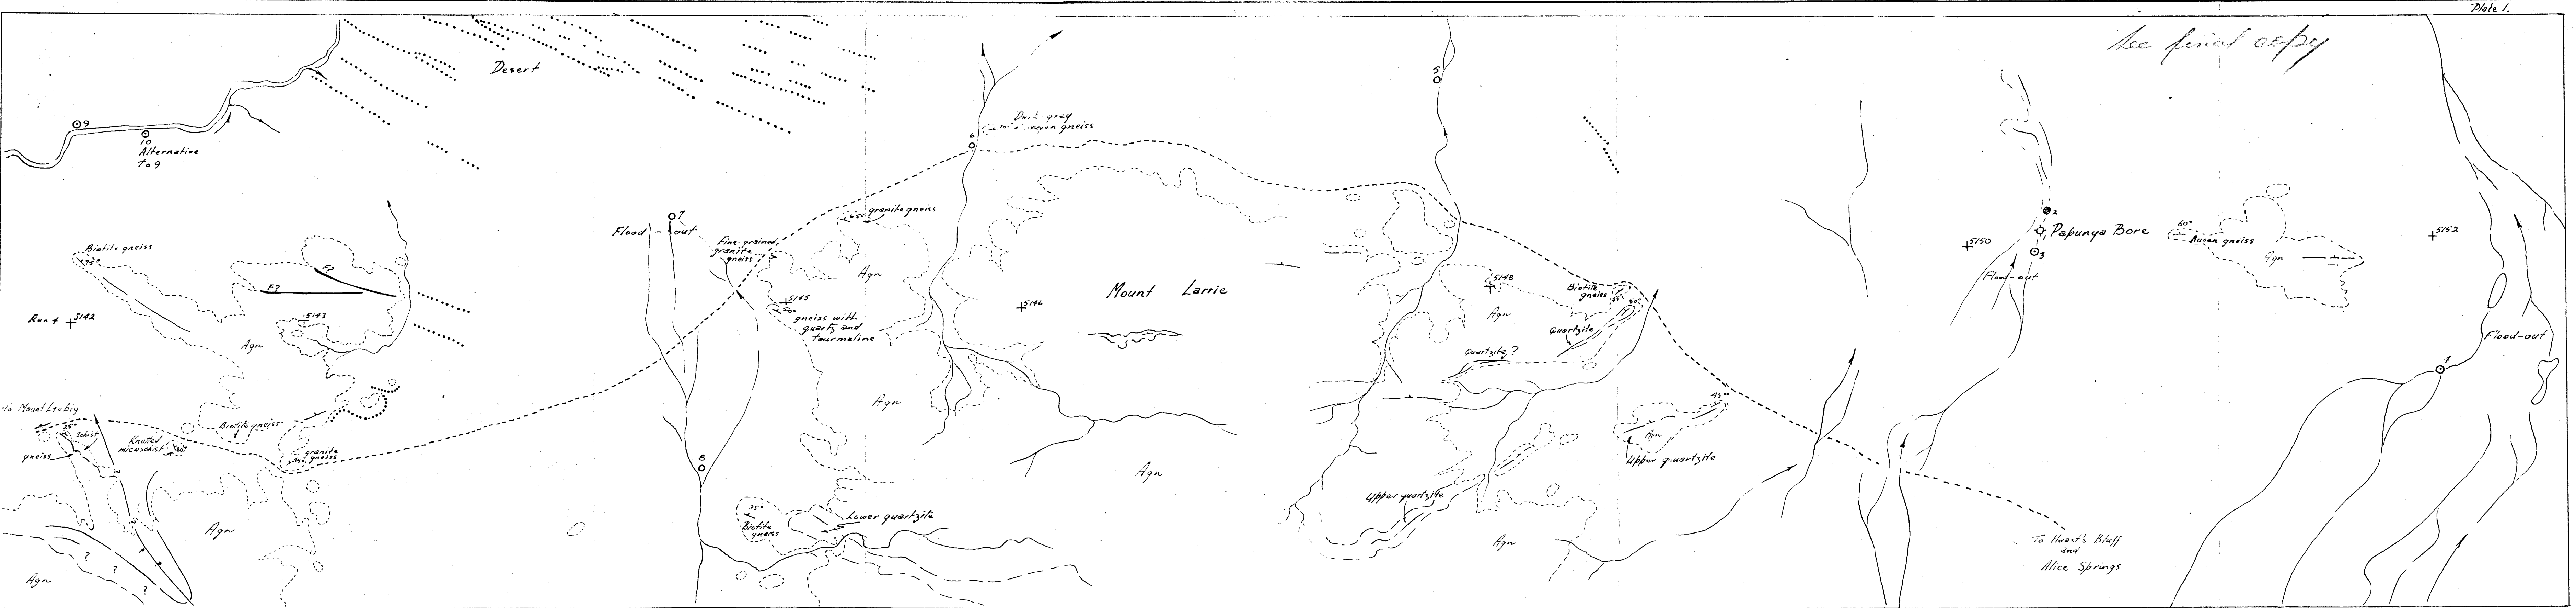 Plate 1.
See final copy
Desert
5
9
10
Alternative
to 9
6
Dark grey
augen gneiss
7
Flood - out
65°
granite gneiss
Fine-grained,
granite
gneiss
2
Papunya Bore
3
Flood-out
60°
Augen gneiss
Agn
5150
5152
Biotite gneiss
75°
F?
F?
Agn
5145
50°
gneiss with
quartz and
tourmaline
5146
Mount Larrie
5148
Agn
Biotite
gneiss
Quartzite
Quartzite ?
Run 4
5142
5143
Agn
Agn
Flood-out
4
To Mount Liebig
25°
Schist
gneiss
Knotted
micaschist
Biotite gneiss
granite
gneiss
8
Agn
45°
Agn
Upper quartzite
Upper quartzite
35°
Biotite
gneiss
Lower quartzite
Agn
Agn
To Haast's Bluff
and
Alice Springs
Agn
?
?
?